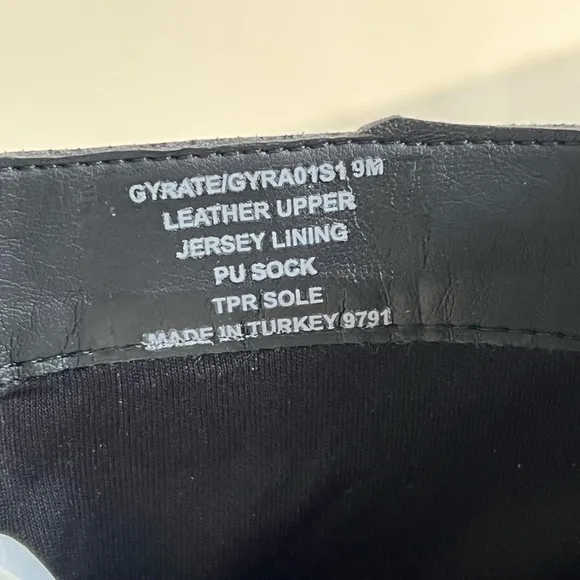 GYRATE/GYRA01S1 9M
LEATHER UPPER
JERSEY LINING
PU SOCK
TPR SOLE
MADE IN TURKEY 9791